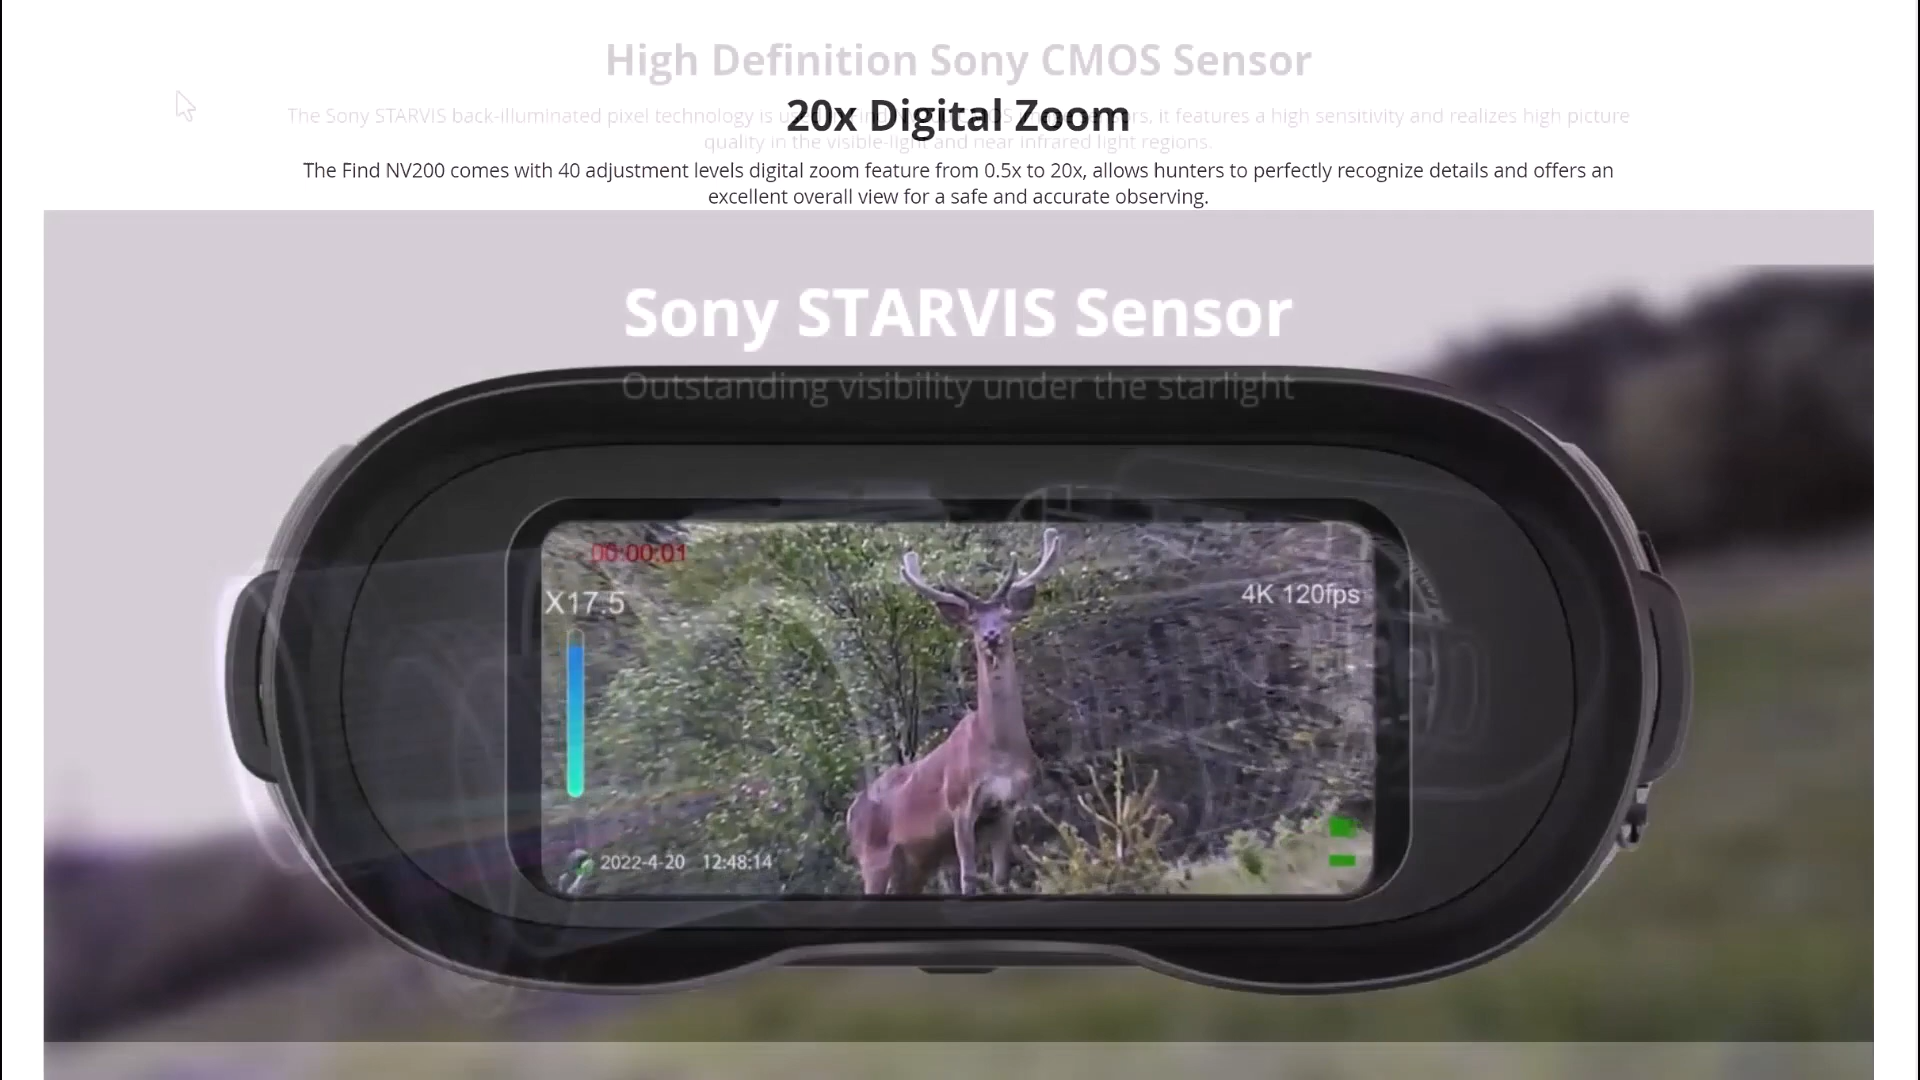 High Definition Sony CMOS Sensor
20x Digital Zoom
The Sony STARVIS back-illuminated pixel technology is it features a high sensitivity and realizes high picture
quality in the visible-light and near infrared light regions.
The Find NV200 comes with 40 adjustment levels digital zoom feature from 0.5x to 20x, allows hunters to perfectly recognize details and offers an
excellent overall view for a safe and accurate observing.
Sony STARVIS Sensor
Outstanding visibility under the starlight
00:00:01
X17.5
4K 120fps
2022-4-20 12:48:14